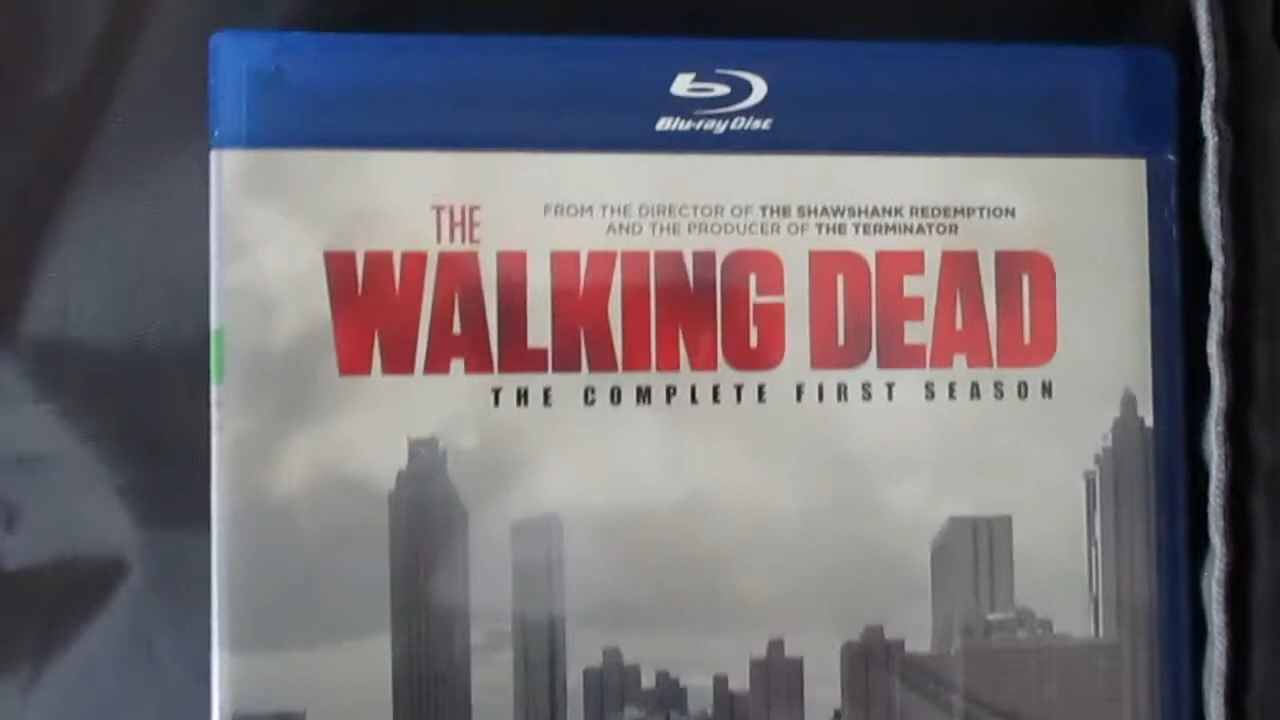 Blu-ray Disc
FROM THE DIRECTOR OF THE SHAWSHANK REDEMPTION
AND THE PRODUCER OF THE TERMINATOR
THE
WALKING DEAD
THE COMPLETE FIRST SEASON